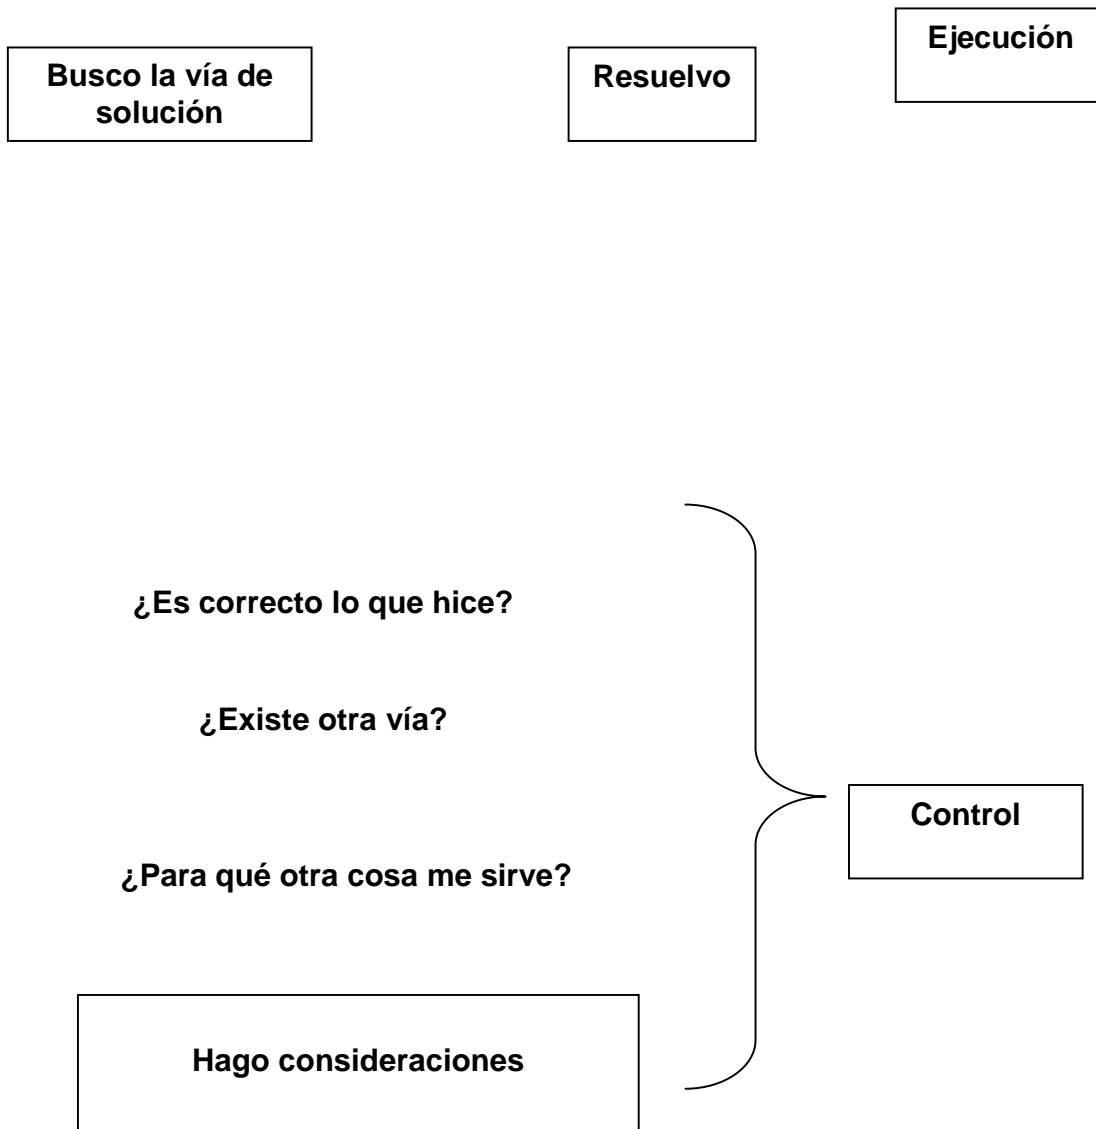 Busco la vía de
solución
Resuelvo
Ejecución
¿Es correcto lo que hice?
¿Existe otra vía?
¿Para qué otra cosa me sirve?
Control
Hago consideraciones